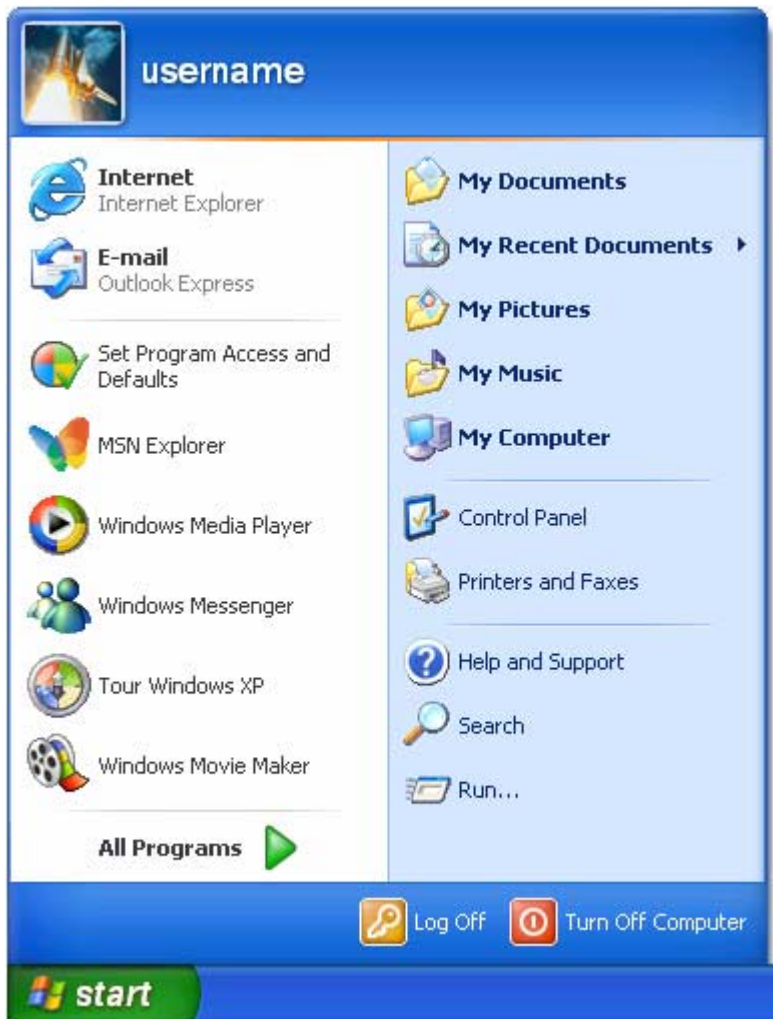 username
Internet
Internet Explorer
E-mail
Outlook Express
Set Program Access and
Defaults
MSN Explorer
Windows Media Player
Windows Messenger
Tour Windows XP
Windows Movie Maker
All Programs
My Documents
My Recent Documents
My Pictures
My Music
My Computer
Control Panel
Printers and Faxes
Help and Support
Search
Run...
Log Off
Turn Off Computer
start